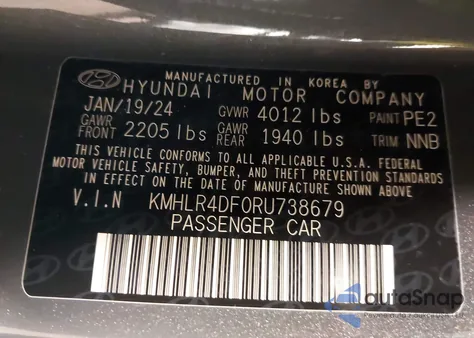 MANUFACTURED IN KOREA BY
HYUNDAI MOTOR COMPANY
JAN/19/24 GVWR 4012 lbs PAINT PE2
GAWR FRONT 2205 lbs GAWR REAR 1940 lbs TRIM NNB
THIS VEHICLE CONFORMS TO ALL APPLICABLE U.S.A. FEDERAL
MOTOR VEHICLE SAFETY, BUMPER, AND THEFT PREVENTION STANDARDS
IN EFFECT ON THE DATE OF MANUFACTURE SHOWN ABOVE
V.I.N KMHLR4DF0RU738679
PASSENGER CAR
autoSnap